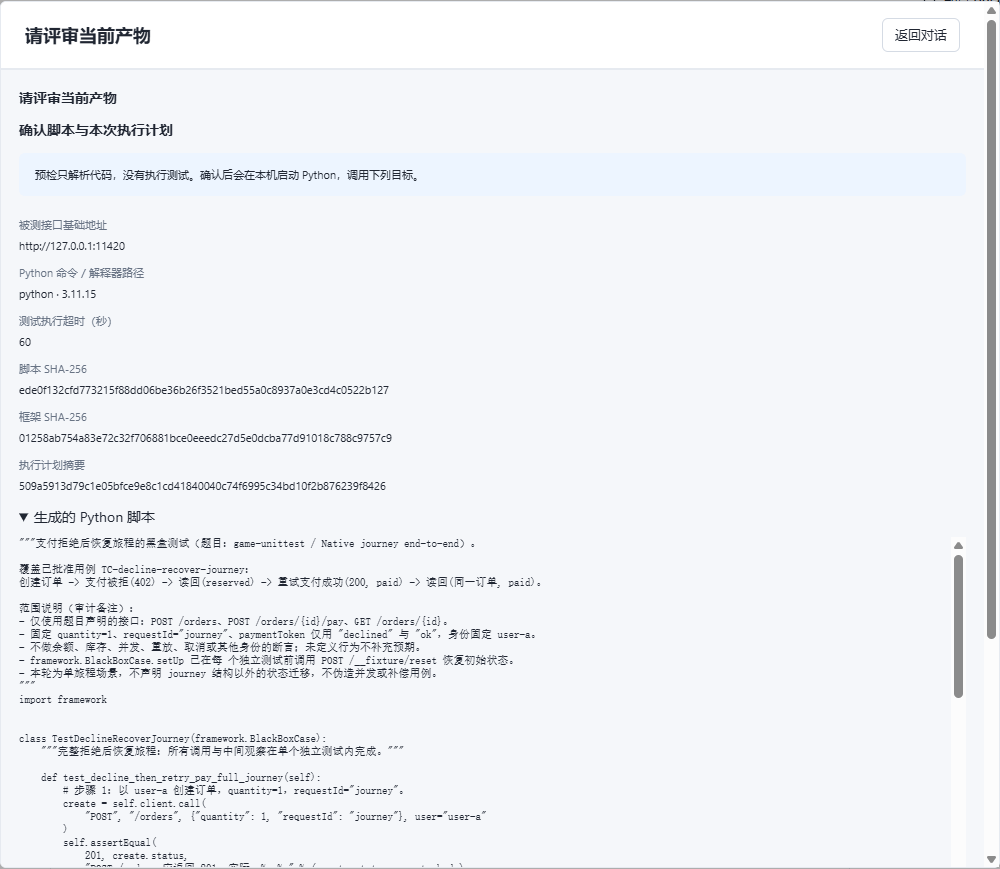 请评审当前产物
返回对话
请评审当前产物
确认脚本与本次执行计划
预检只解析代码，没有执行测试。确认后会在本机启动 Python，调用下列目标。
被测接口基础地址
http://127.0.0.1:11420
Python 命令 / 解释器路径
python · 3.11.15
测试执行超时（秒）
60
脚本 SHA-256
ede0f132cfd773215f88dd06be36b26f3521bed55a0c8937a0e3cd4c0522b127
框架 SHA-256
01258ab754a83e72c32f706881bce0eeedc27d5e0dcba77d91018c788c9757c9
执行计划摘要
509a5913d79c1e05bfce9e8c1cd41840040c74f6995c34bd10f2b876239f8426
▼ 生成的 Python 脚本
"""支付拒绝后恢复旅程的黑盒测试（题目：game-unittest / Native journey end-to-end）。
覆盖已批准用例 TC-decline-recover-journey:
创建订单 -> 支付被拒(402) -> 读回(reserved) -> 重试支付成功(200, paid) -> 读回(同一订单, paid)。
范围说明（审计备注）:
- 仅使用题目声明的接口：POST /orders、POST /orders/{id}/pay、GET /orders/{id}。
- 固定 quantity=1、requestId="journey"、paymentToken 仅用 "declined" 与 "ok"，身份固定 user-a。
- 不做余额、库存、并发、重放、取消或其他身份的断言；未定义行为不补充预期。
- framework.BlackBoxCase.setUp 已在每 个独立测试前调用 POST /__fixture/reset 恢复初始状态。
- 本轮为单旅程场景，不声明 journey 结构以外的状态迁移，不伪造并发或补偿用例。
"""
import framework
class TestDeclineRecoverJourney(framework.BlackBoxCase):
"""完整拒绝后恢复旅程：所有调用与中间观察在单个独立测试内完成。"""
def test_decline_then_retry_pay_full_journey(self):
# 步骤 1：以 user-a 创建订单，quantity=1，requestId="journey"。
create = self.client.call(
"POST", "/orders", {"quantity": 1, "requestId": "journey"}, user="user-a"
)
self.assertEqual(
201, create.status,